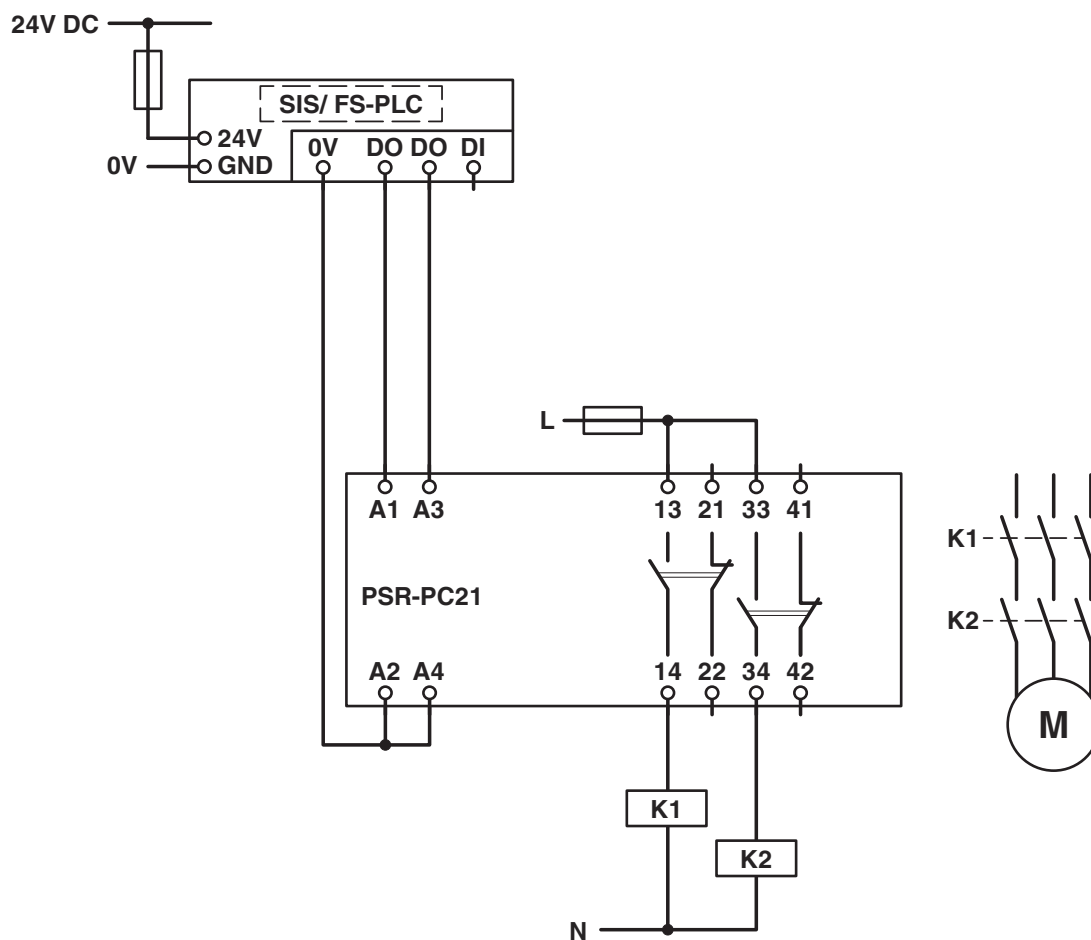 24V DC
SIS/ FS-PLC
24V
0V DO DO DI
0V
GND
L
A1 A3 13 21 33 41
K1
PSR-PC21
K2
A2 A4 14 22 34 42
M
K1
K2
N